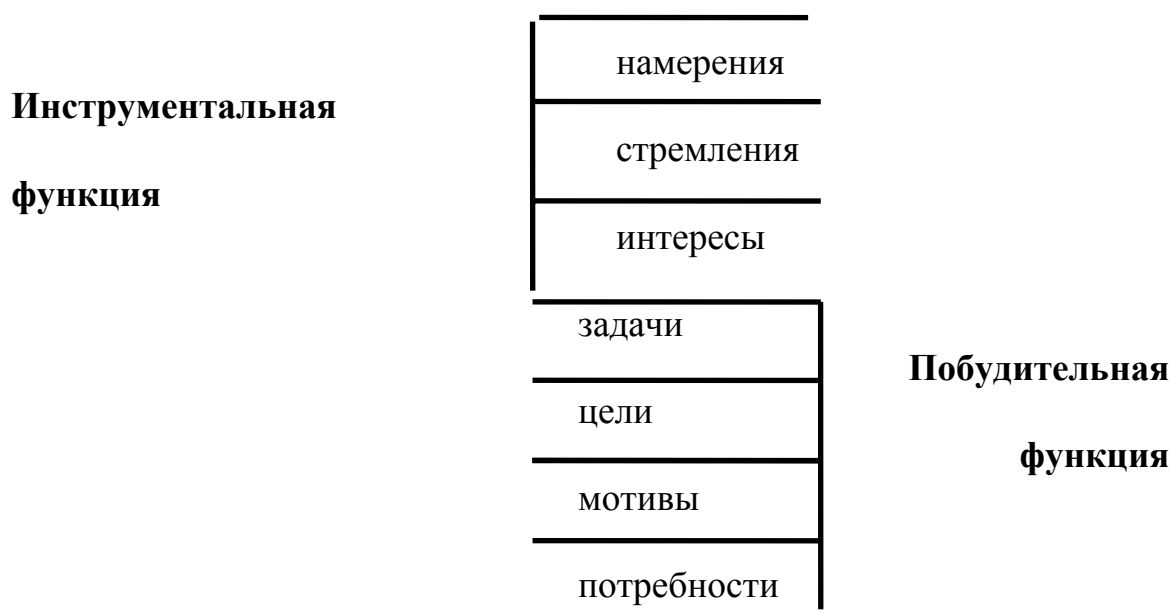 намерения
Инструментальная
стремления
функция
интересы
задачи
Побудительная
цели
функция
мотивы
потребности